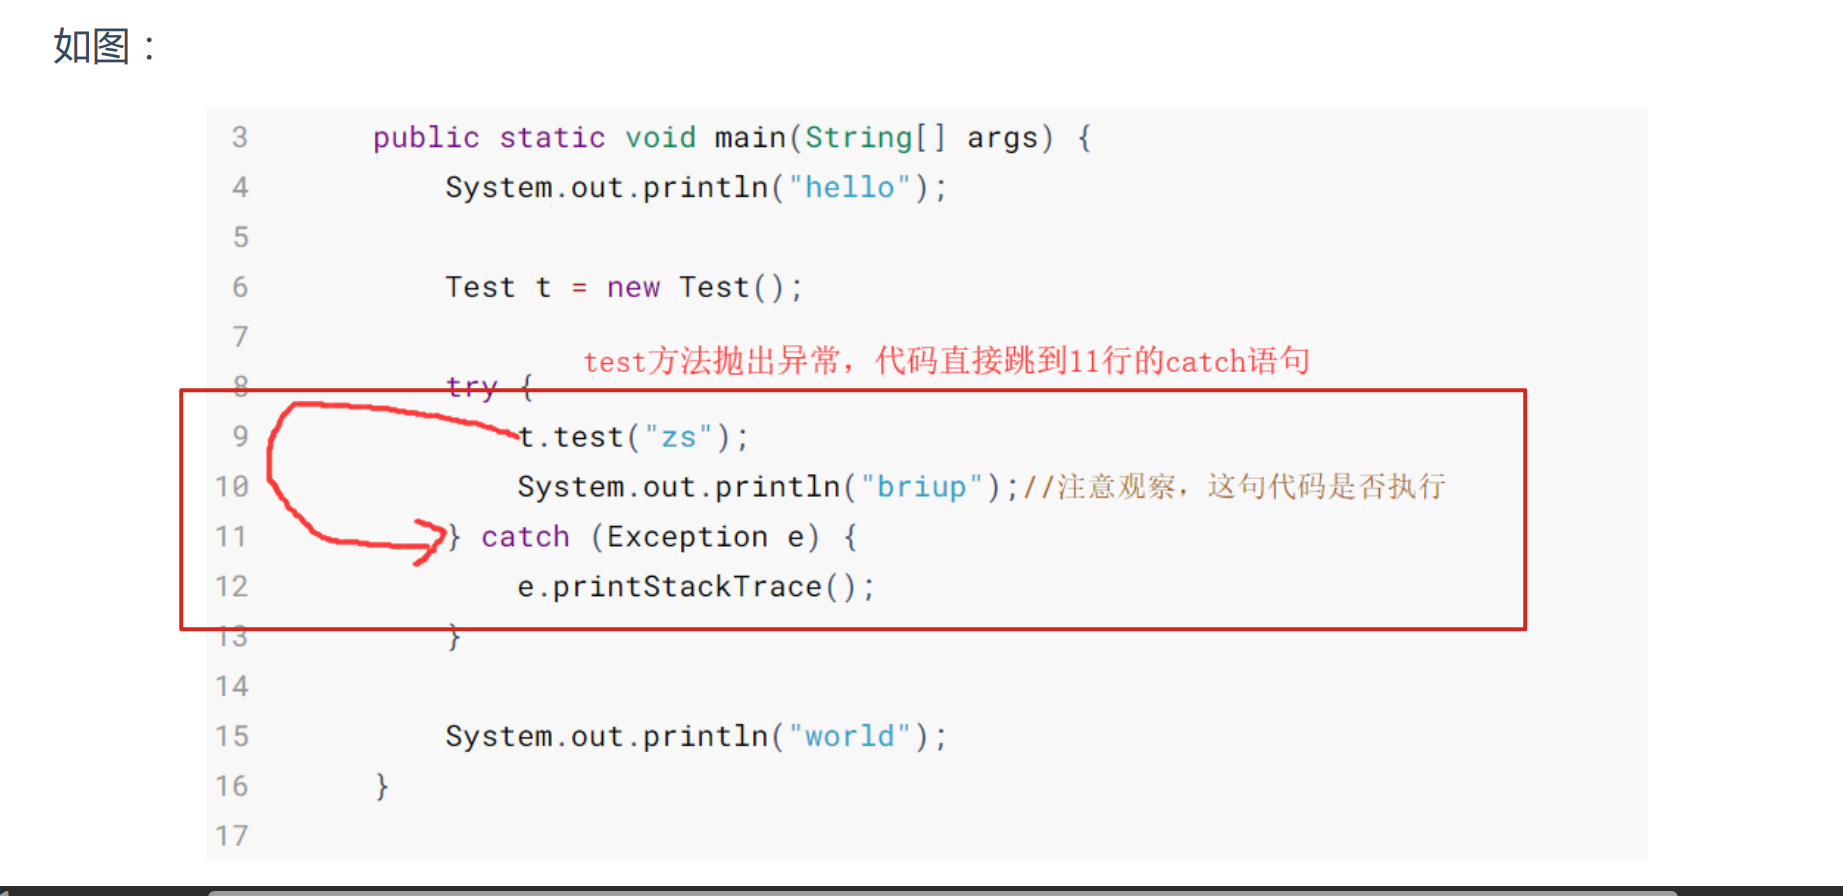 如图：
3 public static void main(String[] args) {
4 System.out.println("hello");
5
6 Test t = new Test();
7
test方法抛出异常，代码直接跳到11行的catch语句
8 try {
9 t.test("zs");
10 System.out.println("briup");//注意观察，这句代码是否执行
11 } catch (Exception e) {
12 e.printStackTrace();
13 }
14
15 System.out.println("world");
16 }
17